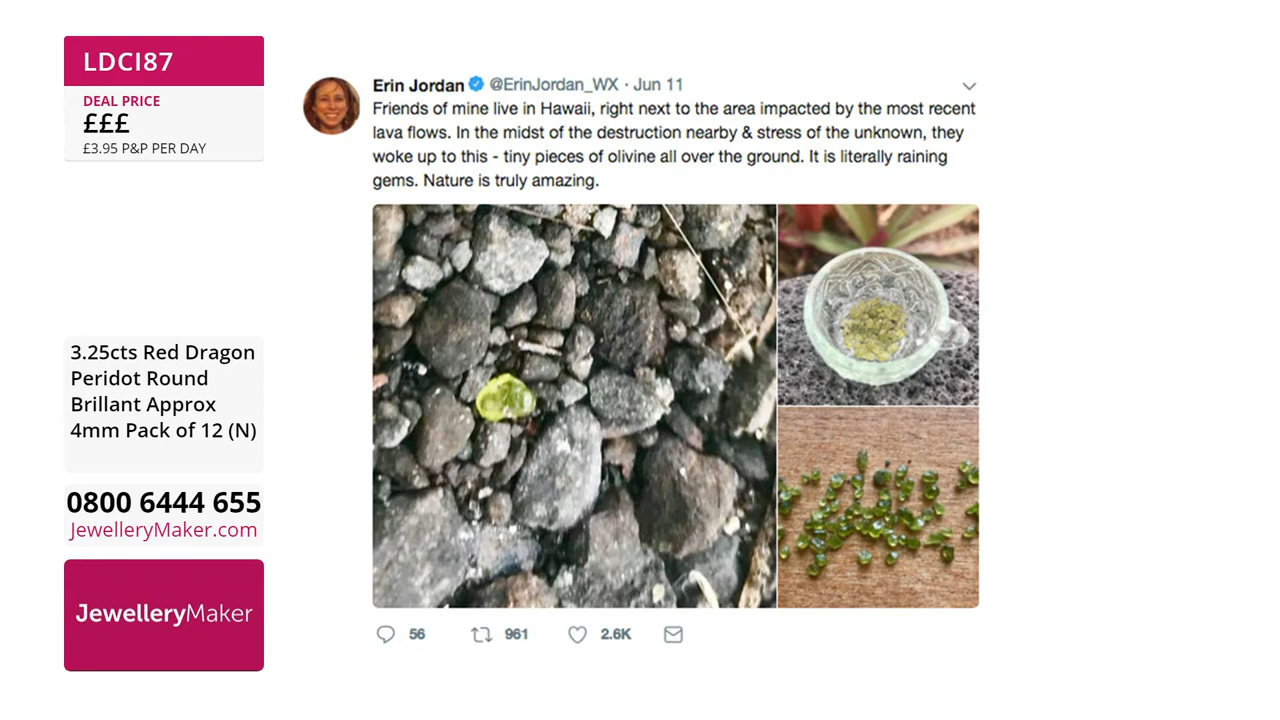 LDCI87
DEAL PRICE
£££
£3.95 P&P PER DAY
3.25cts Red Dragon
Peridot Round
Brillant Approx
4mm Pack of 12 (N)
0800 6444 655
JewelleryMaker.com
JewelleryMaker
Erin Jordan @ErinJordan_WX · Jun 11
Friends of mine live in Hawaii, right next to the area impacted by the most recent
lava flows. In the midst of the destruction nearby & stress of the unknown, they
woke up to this - tiny pieces of olivine all over the ground. It is literally raining
gems. Nature is truly amazing.
56 961 2.6K